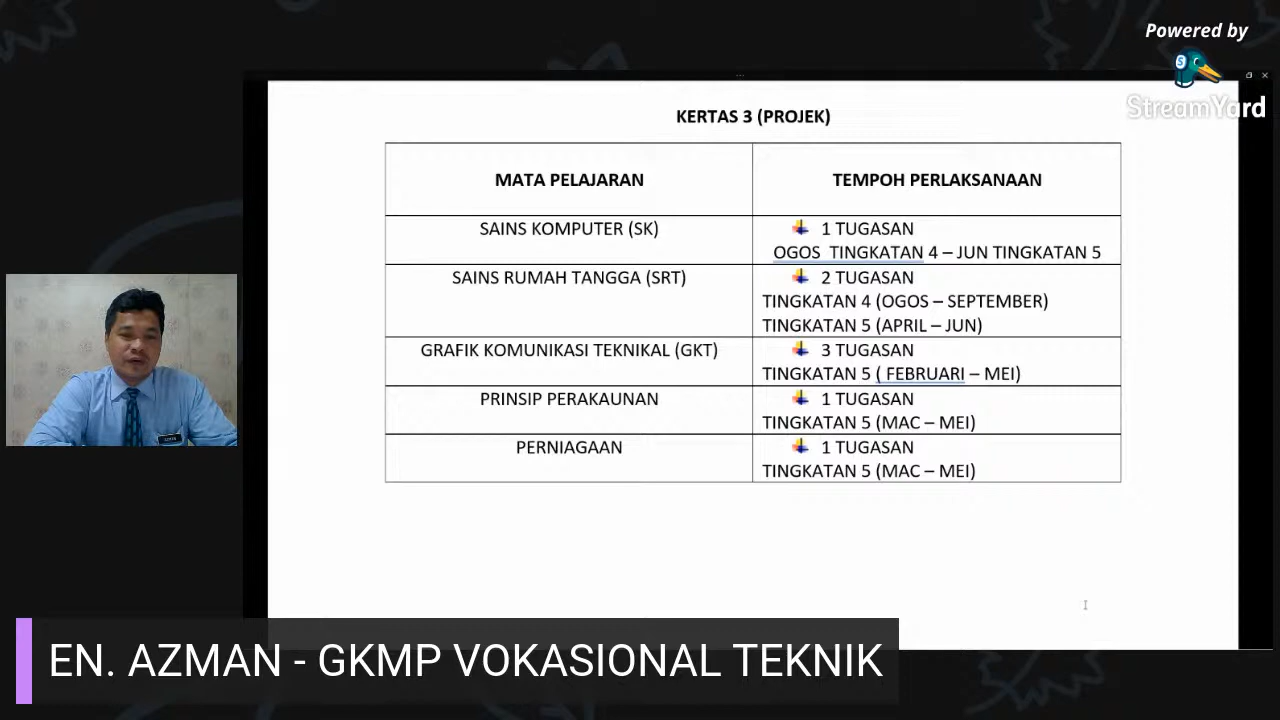 Powered by
StreamYard
KERTAS 3 (PROJEK)
MATA PELAJARAN
TEMPOH PERLAKSANAAN
SAINS KOMPUTER (SK)
1 TUGASAN
OGOS TINGKATAN 4 – JUN TINGKATAN 5
SAINS RUMAH TANGGA (SRT)
2 TUGASAN
TINGKATAN 4 (OGOS – SEPTEMBER)
TINGKATAN 5 (APRIL – JUN)
GRAFIK KOMUNIKASI TEKNIKAL (GKT)
3 TUGASAN
TINGKATAN 5 ( FEBRUARI – MEI)
PRINSIP PERAKAUNAN
1 TUGASAN
TINGKATAN 5 (MAC – MEI)
PERNIAGAAN
1 TUGASAN
TINGKATAN 5 (MAC – MEI)
EN. AZMAN - GKMP VOKASIONAL TEKNIK